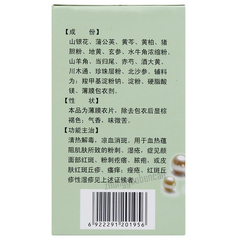 【成 份】
山银花、蒲公英、黄芩、黄柏、猪
胆粉、地黄、玄参、水牛角浓缩粉、
山羊角、当归尾、赤芍、酒大黄、
川木通、珍珠层粉、北沙参。辅料
为：羧甲基淀粉钠、淀粉、硬脂酸
镁、薄膜包衣剂。
【性 状】
本品为薄膜衣片，除去包衣后显棕
褐色；气香，味微苦。
【功能主治】
清热解毒，凉血消斑。用于血热蕴
阻肌肤所致的粉刺、湿疮，症见颜
面部红斑、粉刺疙瘩、脓疱，或皮
肤红斑丘疹、瘙痒；痤疮、红斑丘
疹性湿疹见上述证候者。
6 922291 201956